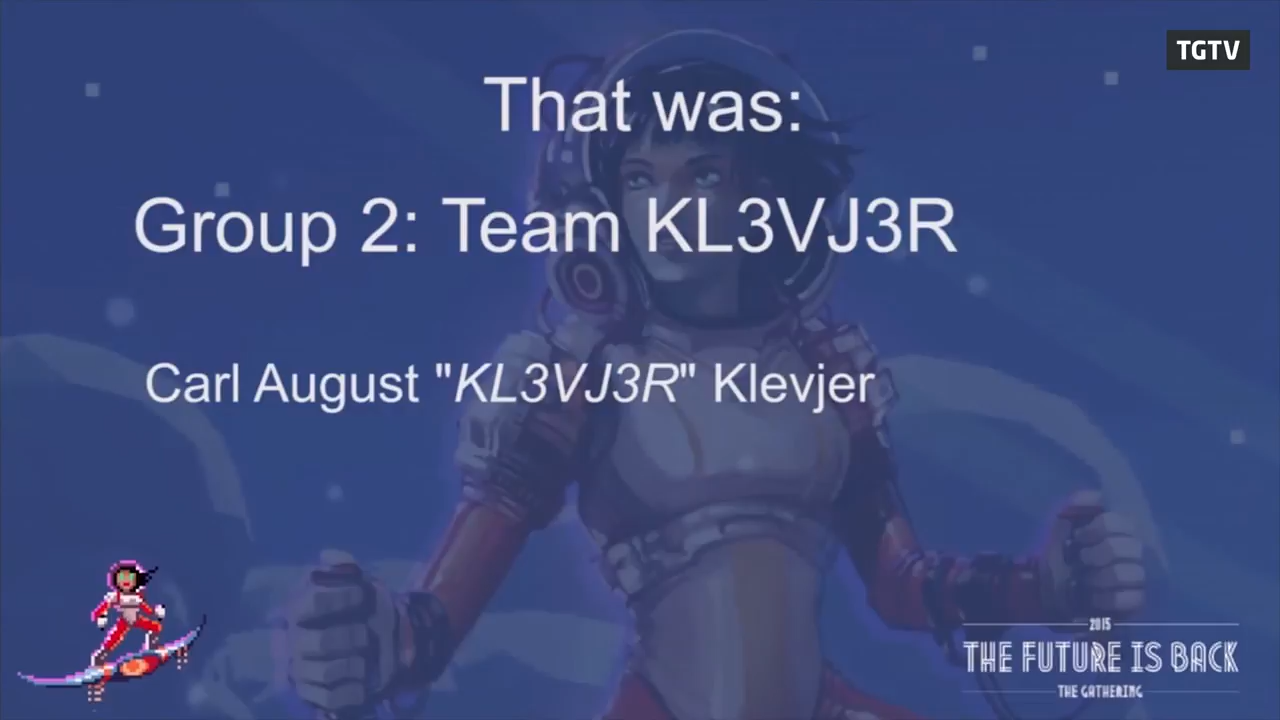 TGTV
That was:
Group 2: Team KL3VJ3R
Carl August "KL3VJ3R" Klevjer
2015
THE FUTURE IS BACK
THE GATHERING